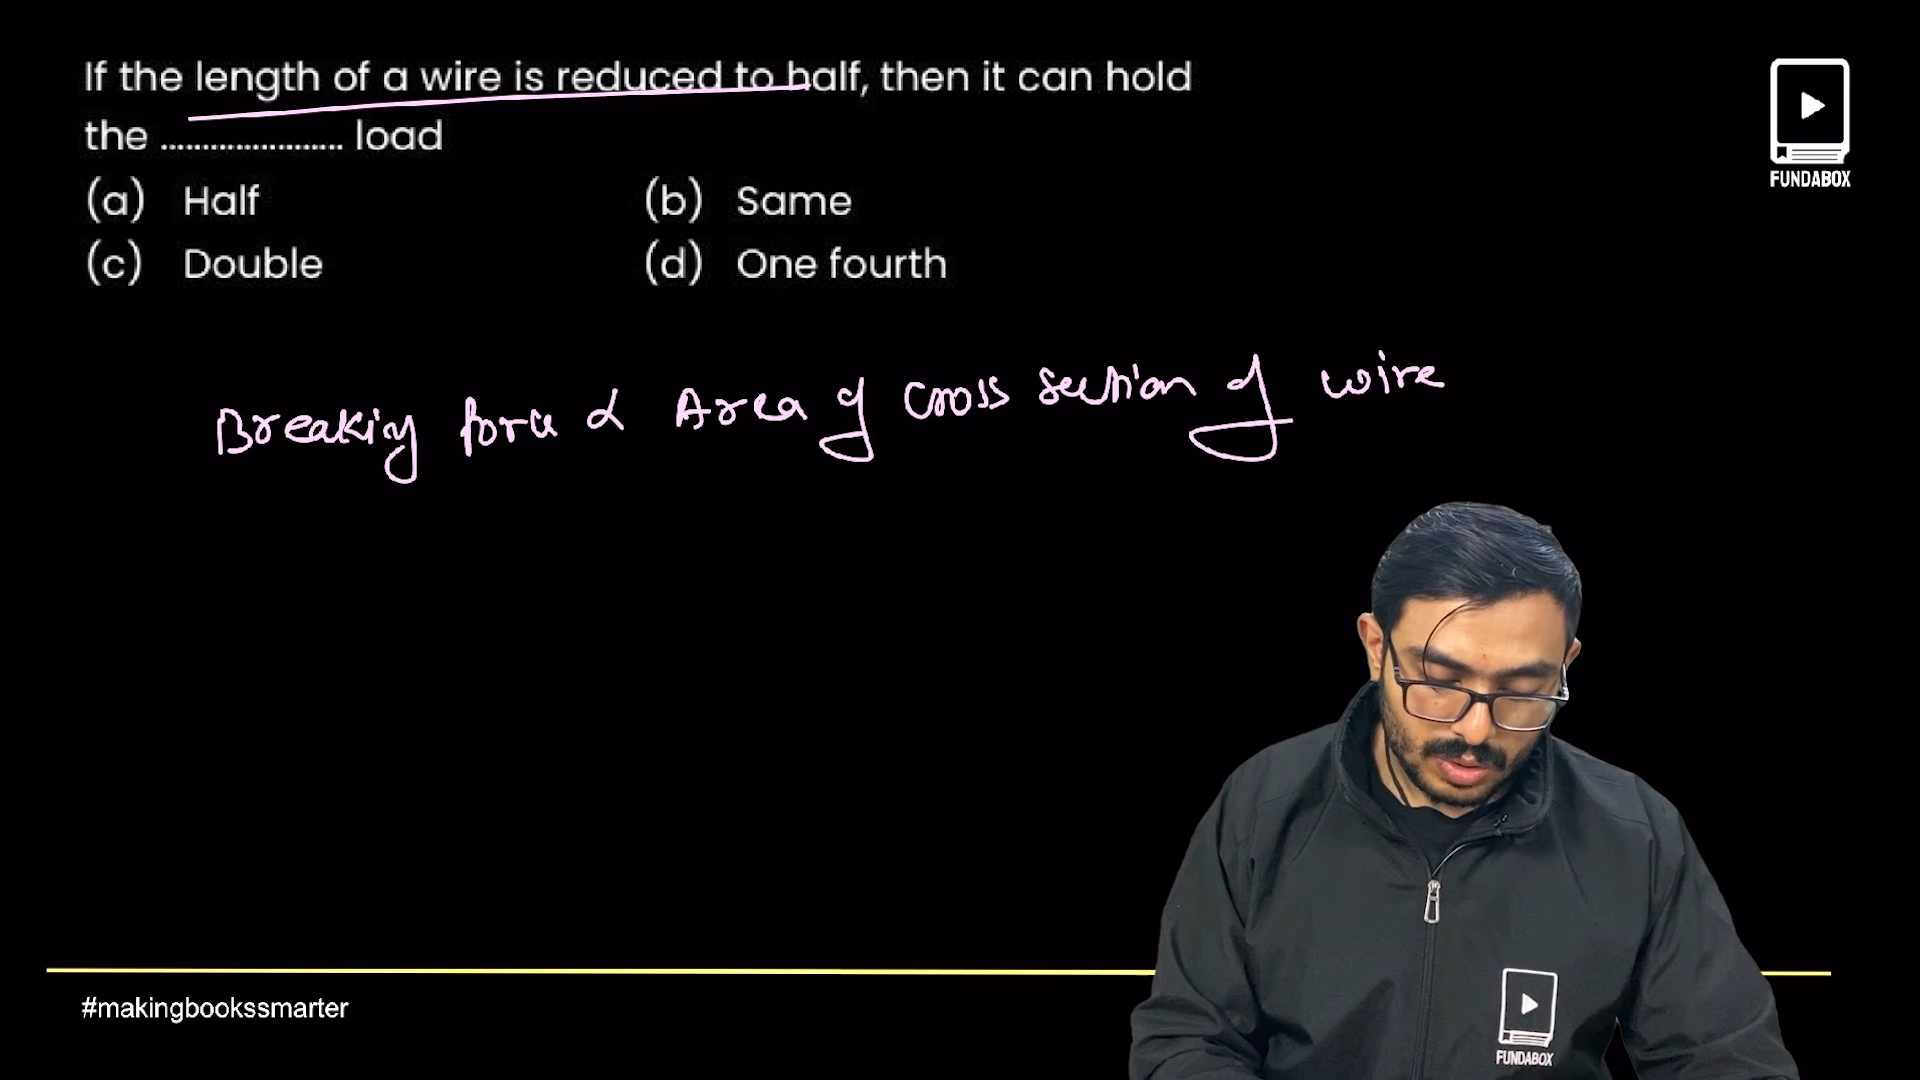 If the length of a wire is reduced to half, then it can hold
the ...................... load
(a) Half (b) Same
(c) Double (d) One fourth
FUNDABOX
Breaking force ∝ Area of cross section of wire
#makingbookssmarter
FUNDABOX